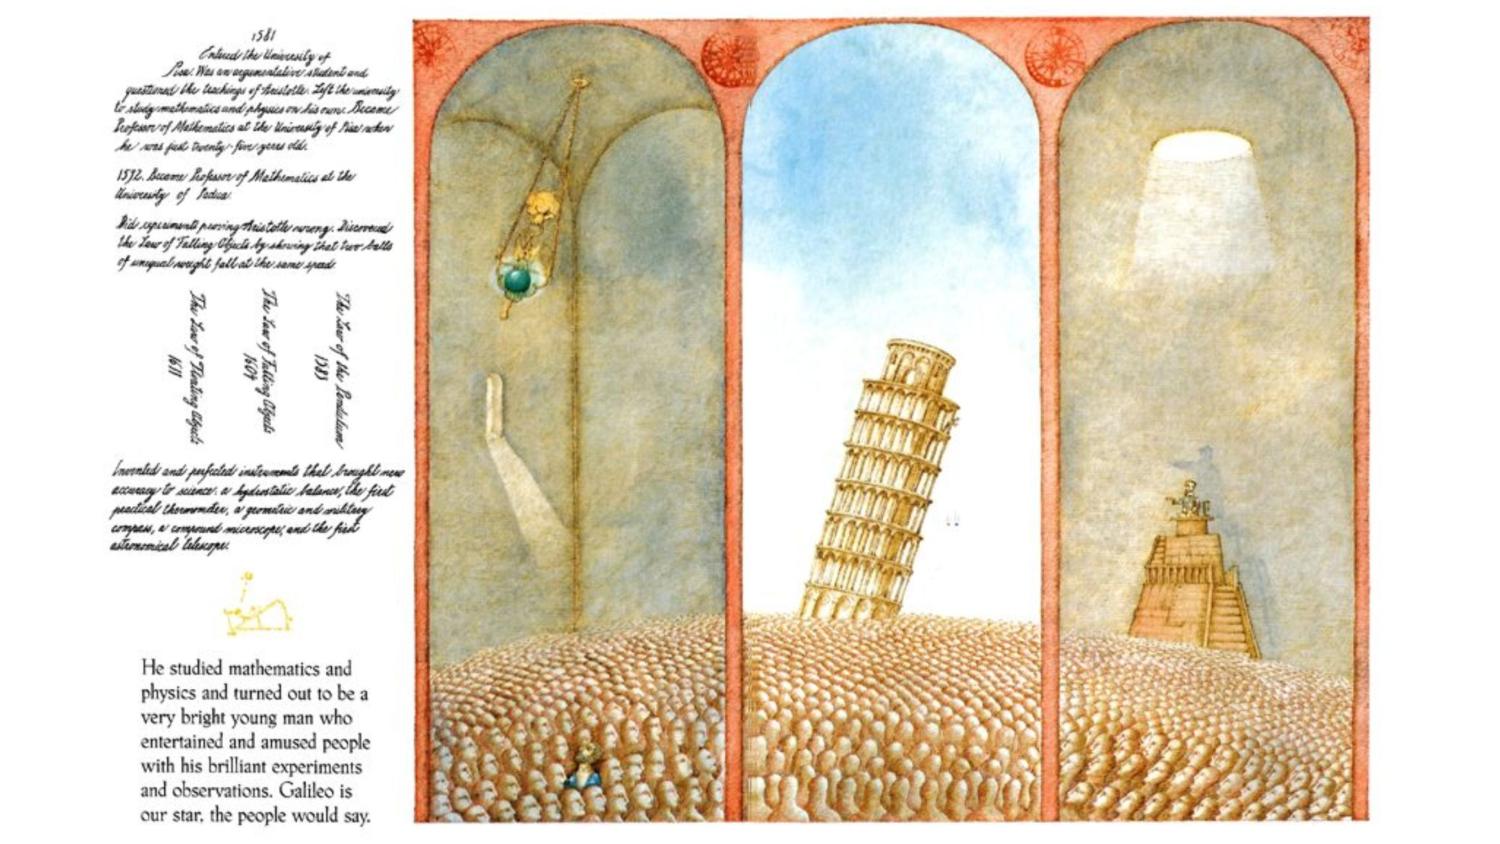 1581
Entered the University of
Pisa. Was an argumentative student and
questioned the teachings of Aristotle. Left the university
to study mathematics and physics on his own. Became
Professor of Mathematics at the University of Pisa when
he was just twenty-five years old.
1592. Became Professor of Mathematics at the
University of Padua.
Did experiments proving Aristotle wrong. Discovered
the Law of Falling Objects by showing that two balls
of unequal weight fall at the same speed.
The Law of the Pendulum
1583
The Law of Falling Objects
1604
The Law of Floating Objects
1611
Invented and perfected instruments that brought new
accuracy to science: a hydrostatic balance, the first
practical thermometer, a geometric and military
compass, a compound microscope, and the first
astronomical telescope.
He studied mathematics and
physics and turned out to be a
very bright young man who
entertained and amused people
with his brilliant experiments
and observations. Galileo is
our star, the people would say.